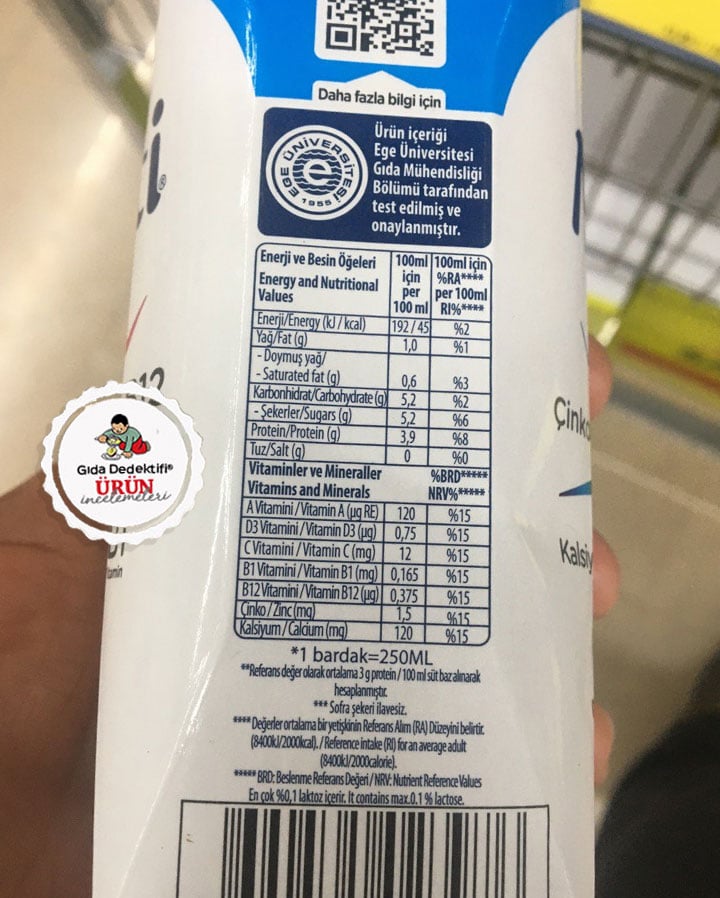 Daha fazla bilgi için
EGE ÜNİVERSİTESİ
1955
Ürün içeriği
Ege Üniversitesi
Gıda Mühendisliği
Bölümü tarafından
test edilmiş ve
onaylanmıştır.
Enerji ve Besin Öğeleri
Energy and Nutritional
Values
100ml için per 100 ml
100ml için %RA**** per 100ml RI%****
Enerji/Energy (kJ / kcal) 192 / 45 %2
Yağ/Fat (g) 1,0 %1
- Doymuş yağ/
- Saturated fat (g) 0,6 %3
Karbonhidrat/Carbohydrate (g) 5,2 %2
- Şekerler/Sugars (g) 5,2 %6
Protein/Protein (g) 3,9 %8
Tuz/Salt (g) 0 %0
Vitaminler ve Mineraller %BRD*****
Vitamins and Minerals NRV%*****
A Vitamini / Vitamin A (µg RE) 120 %15
D3 Vitamini / Vitamin D3 (µg) 0,75 %15
C Vitamini / Vitamin C (mg) 12 %15
B1 Vitamini / Vitamin B1 (mg) 0,165 %15
B12 Vitamini / Vitamin B12 (µg) 0,375 %15
Çinko / Zinc (mg) 1,5 %15
Kalsiyum / Calcium (mg) 120 %15
*1 bardak=250ML
**Referans değer olarak ortalama 3 g protein / 100 ml süt baz alınarak
hesaplanmıştır.
*** Sofra şekeri ilavesiz.
**** Değerler ortalama bir yetişkinin Referans Alım (RA) Düzeyini belirtir.
(8400kJ/2000kcal). / Reference intake (RI) for an average adult
(8400kJ/2000calorie).
***** BRD: Beslenme Referans Değeri / NRV: Nutrient Reference Values
En çok %0,1 laktoz içerir. It contains max.0.1 % lactose.
Gıda Dedektifi®
ÜRÜN
incelemeleri